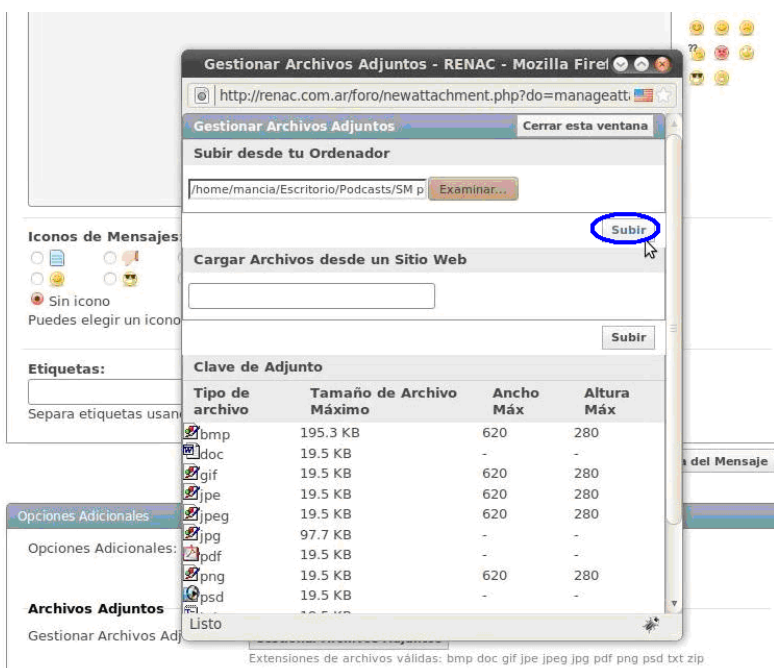 Gestionar Archivos Adjuntos - RENAC - Mozilla Firef
http://renac.com.ar/foro/newattachment.php?do=manageatt
Gestionar Archivos Adjuntos
Cerrar esta ventana
Subir desde tu Ordenador
/home/mancia/Escritorio/Podcasts/SM p
Examinar...
Subir
Cargar Archivos desde un Sitio Web
Subir
Clave de Adjunto
Tipo de archivo Tamaño de Archivo Máximo Ancho Máx Altura Máx
bmp 195.3 KB 620 280
doc 19.5 KB - -
gif 19.5 KB 620 280
jpe 19.5 KB 620 280
jpeg 19.5 KB 620 280
jpg 97.7 KB - -
pdf 19.5 KB - -
png 19.5 KB 620 280
psd 19.5 KB - -
Listo
Iconos de Mensajes:
Sin icono
Puedes elegir un icono
Etiquetas:
Separa etiquetas usan
a del Mensaje
Opciones Adicionales
Opciones Adicionales:
Archivos Adjuntos
Gestionar Archivos Adj
Gestionar Archivos Adjuntos
Extensiones de archivos válidas: bmp doc gif jpe jpeg jpg pdf png psd txt zip